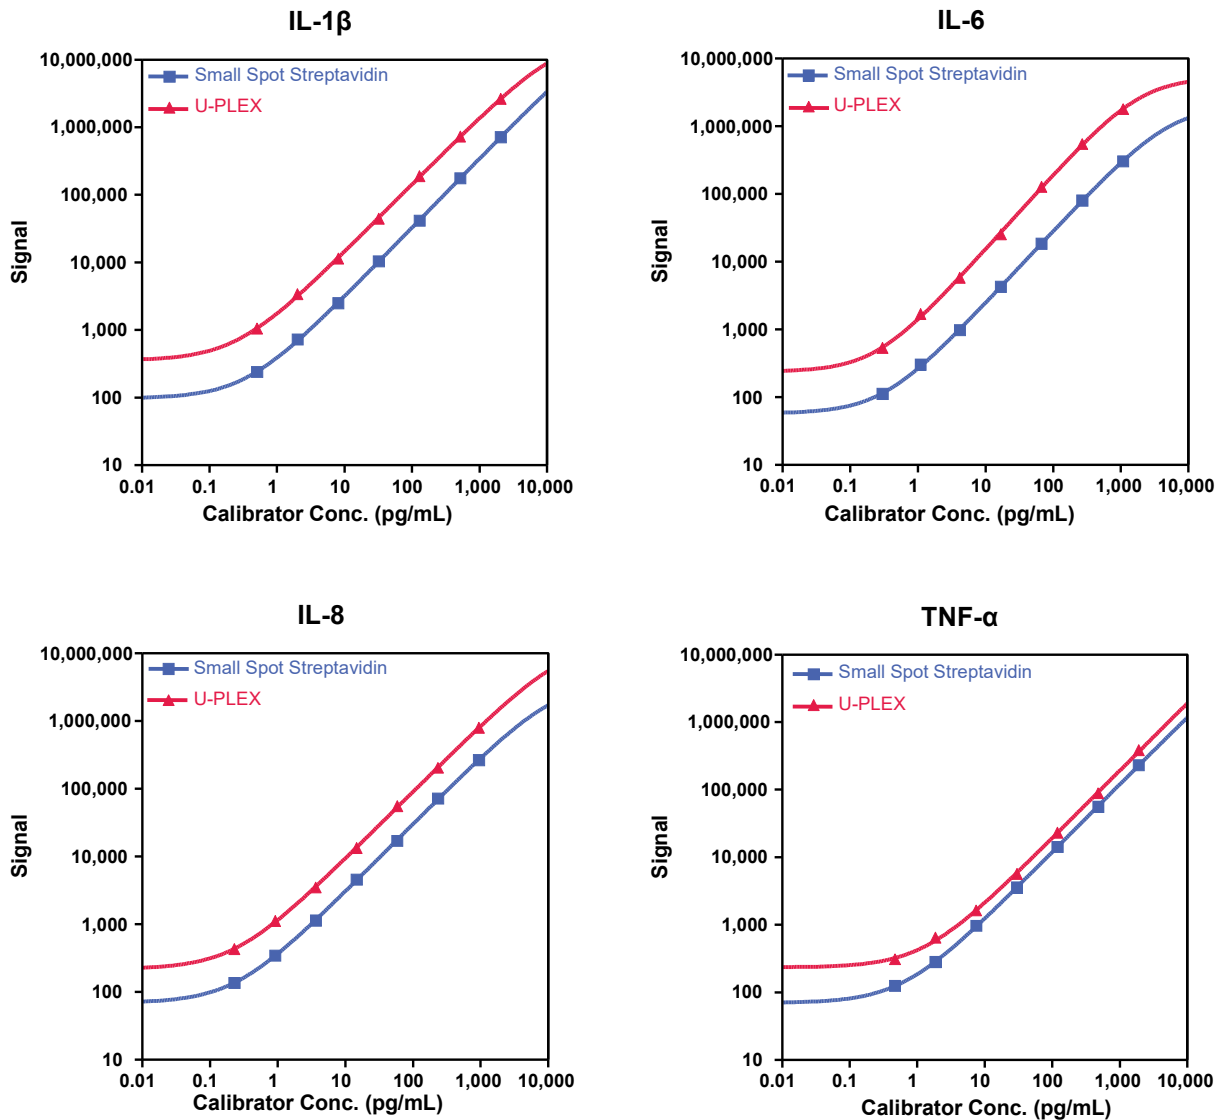 IL-1β
10,000,000
1,000,000
100,000
10,000
1,000
100
10
Signal
Small Spot Streptavidin
U-PLEX
0.01 0.1 1 10 100 1,000 10,000
Calibrator Conc. (pg/mL)
IL-6
10,000,000
1,000,000
100,000
10,000
1,000
100
10
Signal
Small Spot Streptavidin
U-PLEX
0.01 0.1 1 10 100 1,000 10,000
Calibrator Conc. (pg/mL)
IL-8
10,000,000
1,000,000
100,000
10,000
1,000
100
10
Signal
Small Spot Streptavidin
U-PLEX
0.01 0.1 1 10 100 1,000 10,000
Calibrator Conc. (pg/mL)
TNF-α
10,000,000
1,000,000
100,000
10,000
1,000
100
10
Signal
Small Spot Streptavidin
U-PLEX
0.01 0.1 1 10 100 1,000 10,000
Calibrator Conc. (pg/mL)